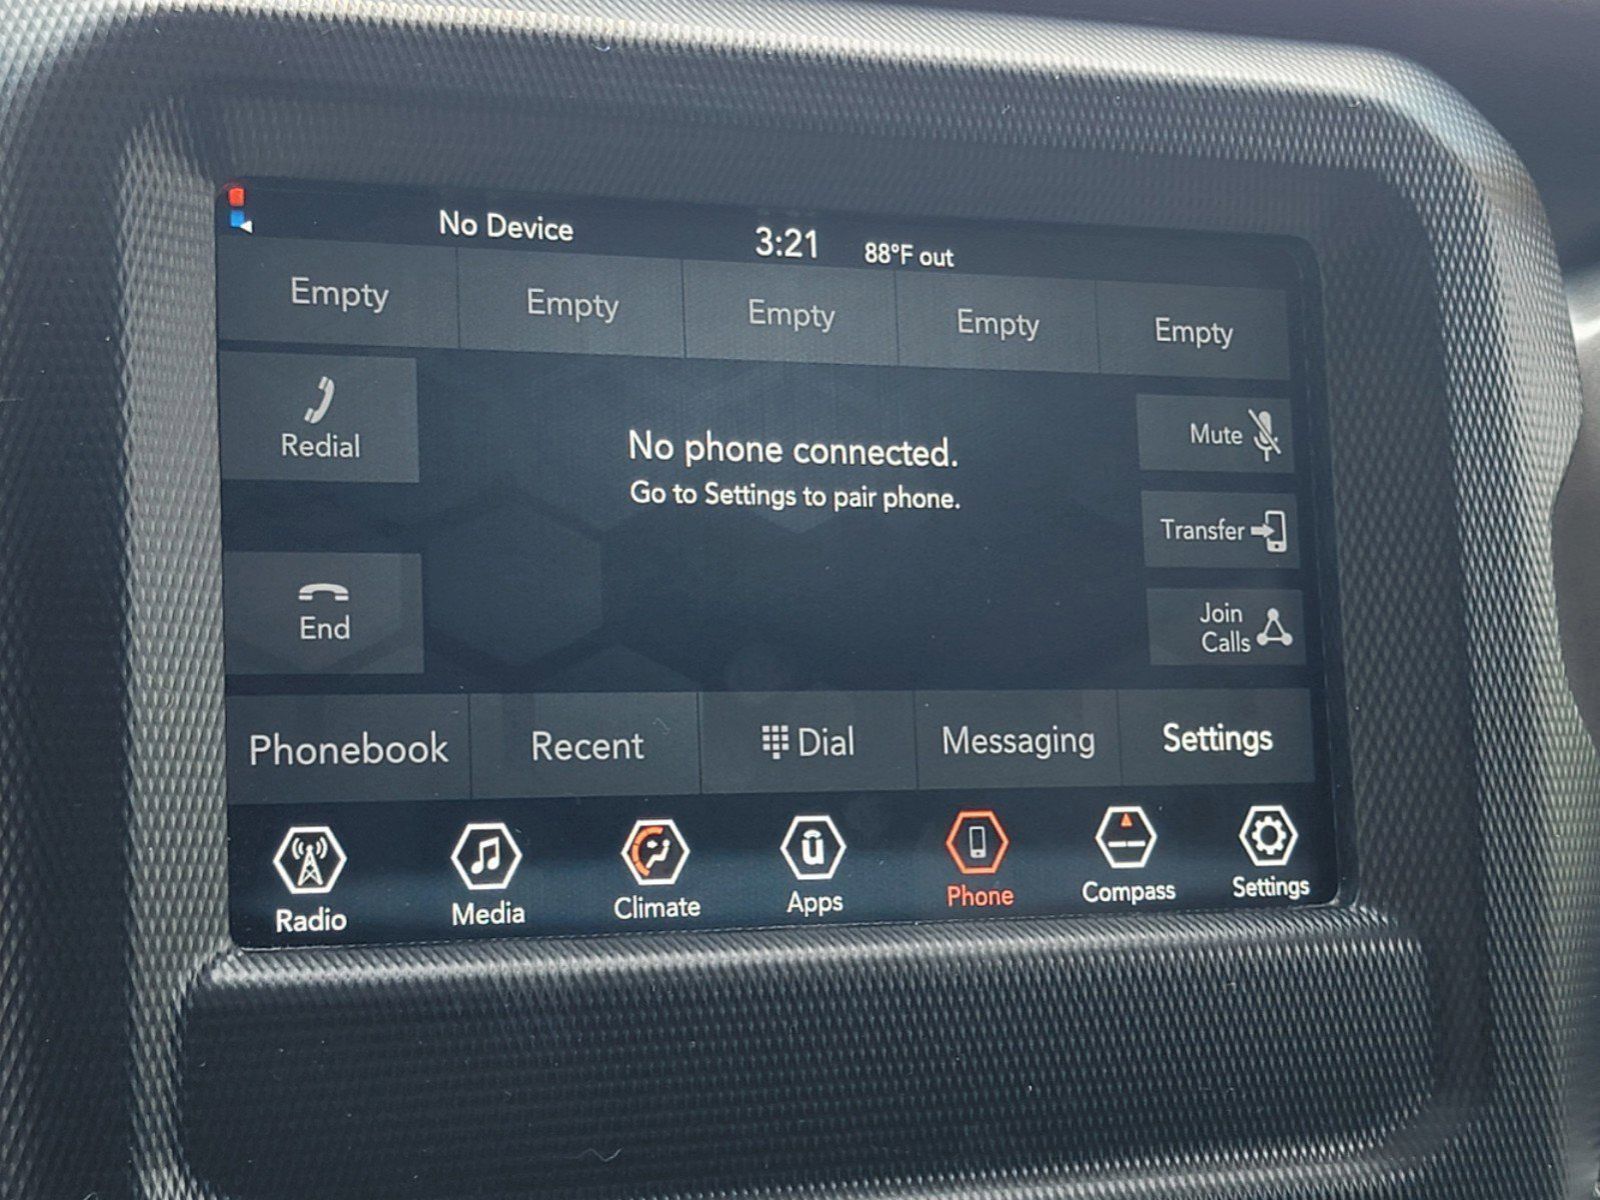 No Device
3:21
88°F out
Empty
Empty
Empty
Empty
Empty
Redial
No phone connected.
Go to Settings to pair phone.
Mute
Transfer
Join
Calls
End
Phonebook
Recent
Dial
Messaging
Settings
Radio
Media
Climate
ū
Apps
Phone
Compass
Settings